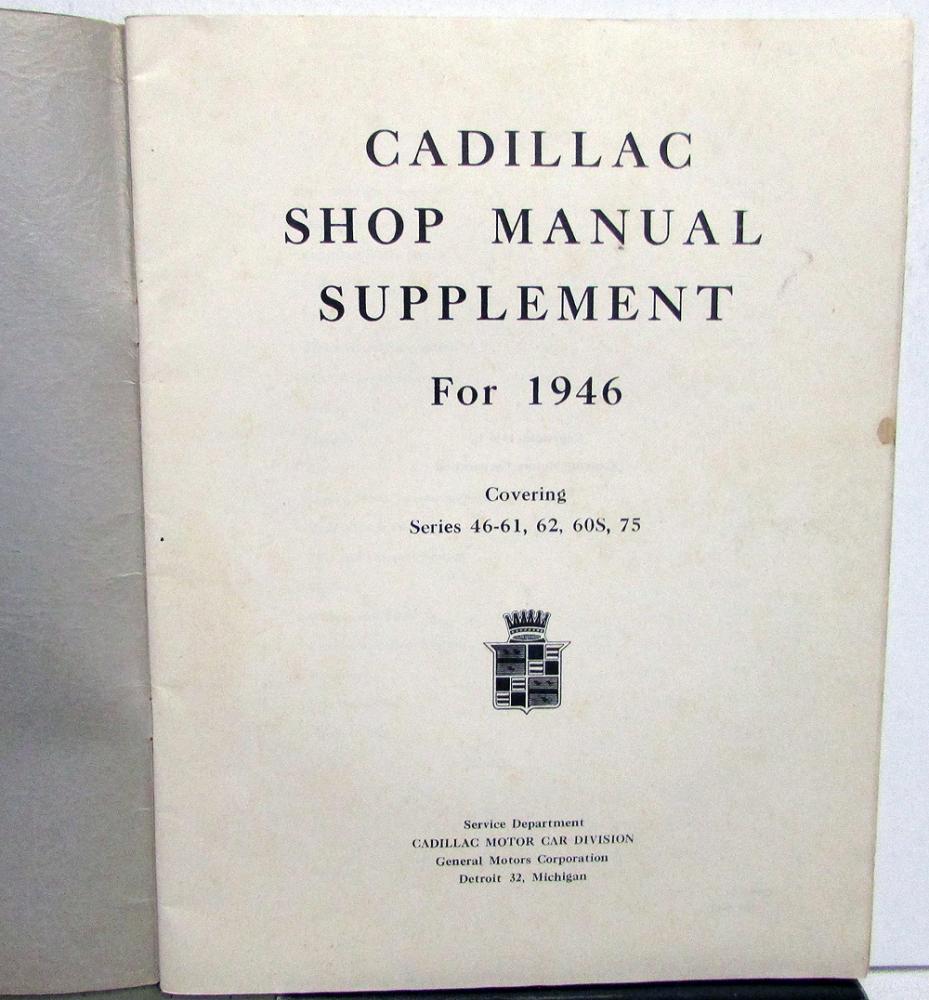 CADILLAC
SHOP MANUAL
SUPPLEMENT
For 1946
Covering
Series 46-61, 62, 60S, 75
Service Department
CADILLAC MOTOR CAR DIVISION
General Motors Corporation
Detroit 32, Michigan